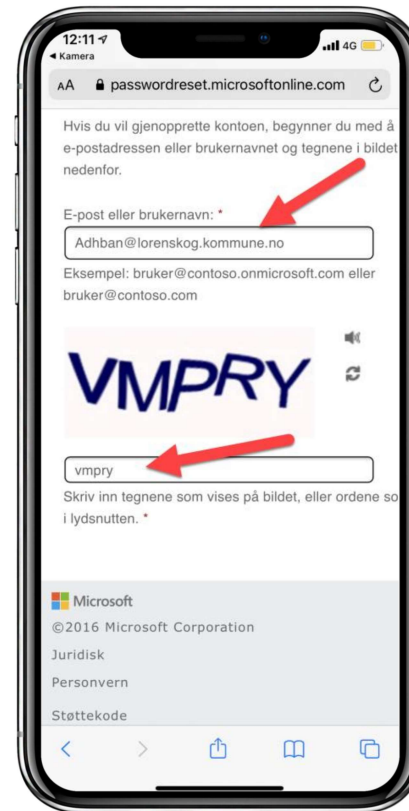 12:11
4G
◀ Kamera
AA passwordreset.microsoftonline.com
Hvis du vil gjenopprette kontoen, begynner du med å
e-postadressen eller brukernavnet og tegnene i bildet
nedenfor.
E-post eller brukernavn: *
Adhban@lorenskog.kommune.no
Eksempel: bruker@contoso.onmicrosoft.com eller
bruker@contoso.com
VMPRY
vmpry
Skriv inn tegnene som vises på bildet, eller ordene so
i lydsnutten. *
Microsoft
©2016 Microsoft Corporation
Juridisk
Personvern
Støttekode